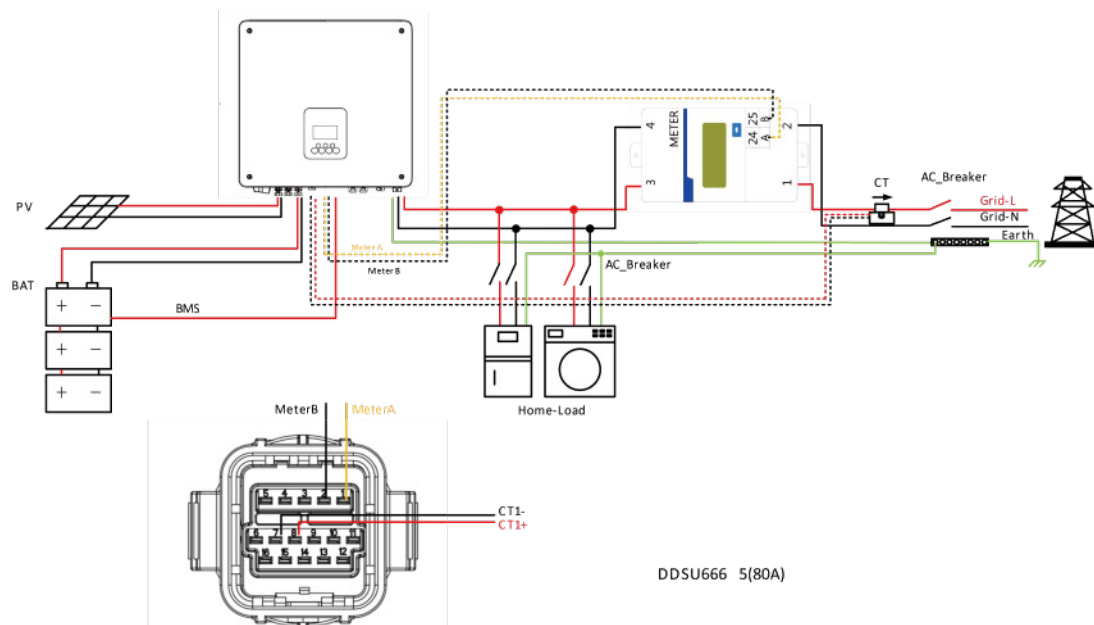 METER
4
3
25
24
B
A
2
1
CT
AC_Breaker
Grid-L
Grid-N
Earth
PV
Meter A
Meter B
AC_Breaker
BAT
BMS
+ −
+ −
+ −
Home-Load
MeterB MeterA
5 4 3 2 1
CT1-
CT1+
6 7 8 9 10 11
16 15 14 13 12
DDSU666 5(80A)